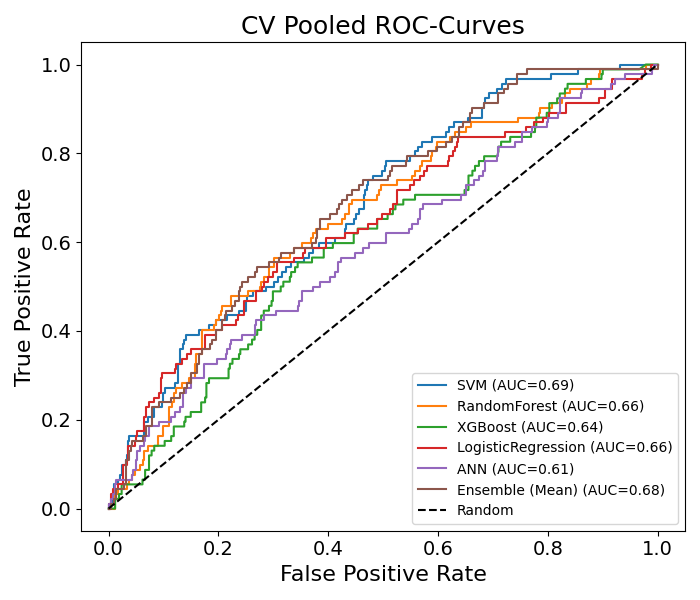 CV Pooled ROC-Curves
True Positive Rate
1.0
0.8
0.6
0.4
0.2
0.0
SVM (AUC=0.69)
RandomForest (AUC=0.66)
XGBoost (AUC=0.64)
LogisticRegression (AUC=0.66)
ANN (AUC=0.61)
Ensemble (Mean) (AUC=0.68)
Random
0.0 0.2 0.4 0.6 0.8 1.0
False Positive Rate